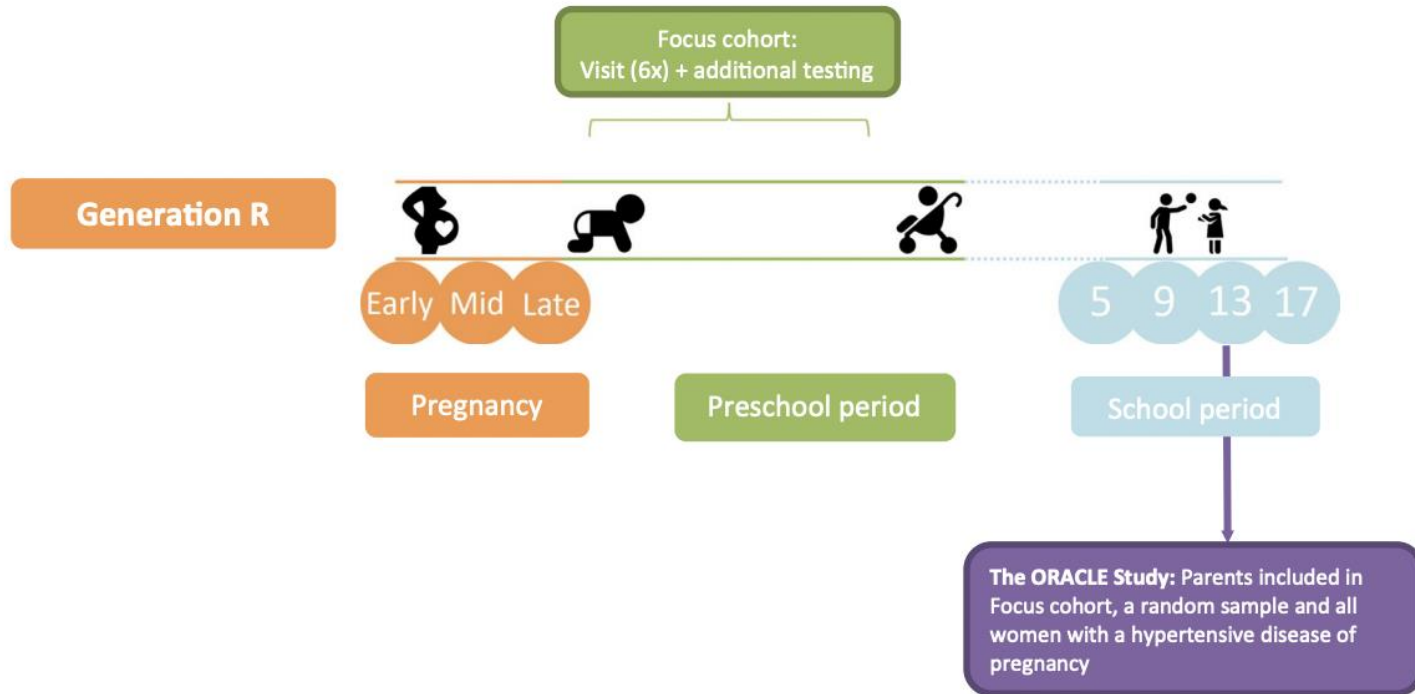 Focus cohort:
Visit (6x) + additional testing
Generation R
Early Mid Late
5 9 13 17
Pregnancy
Preschool period
School period
The ORACLE Study: Parents included in
Focus cohort, a random sample and all
women with a hypertensive disease of
pregnancy